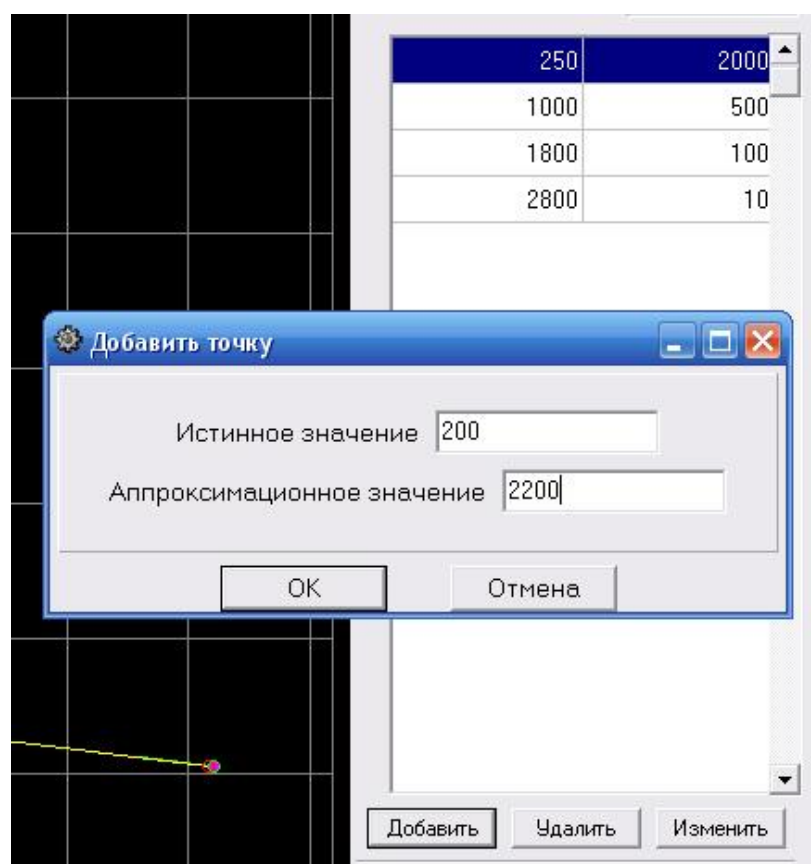 250 2000
1000 500
1800 100
2800 10
Добавить точку
Истинное значение 200
Аппроксимационное значение 2200
OK Отмена
Добавить Удалить Изменить